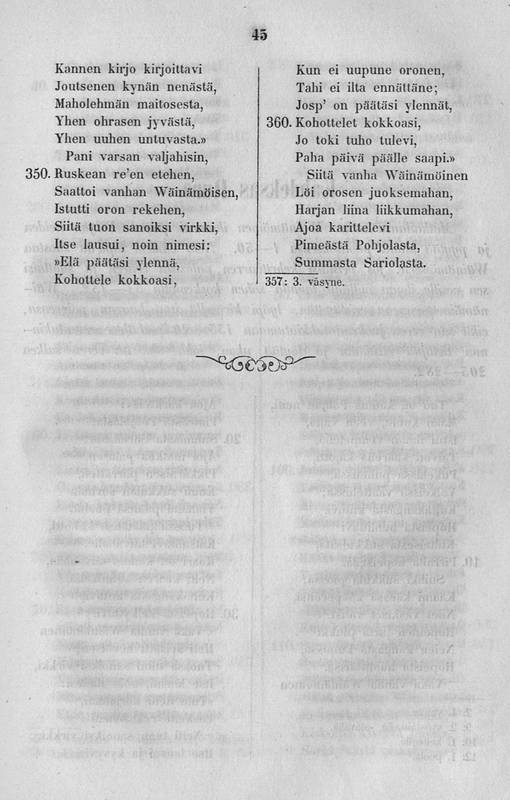 45
Kannen kirjo kirjoittavi
Joutsenen kynän nenästä,
Maholehmän maitosesta,
Yhen ohrasen jyvästä,
Yhen uuhen untuvasta.»
Pani varsan valjahisin,
350. Ruskean re'en etehen,
Saattoi vanhan Wäinämöisen,
Istutti oron rekehen,
Siitä tuon sanoiksi virkki,
Itse lausui, noin nimesi:
»Elä päätäsi ylennä,
Kohottele kokkoasi,
Kun ei uupune oronen,
Tahi ei ilta ennättäne;
Josp' on päätäsi ylennät,
360. Kohottelet kokkoasi,
Jo toki tuho tulevi,
Paha päivä päälle saapi.»
Siitä vanha Wäinämöinen
Löi orosen juoksemahan,
Harjan liina liikkumahan,
Ajoa karittelevi
Pimeästä Pohjolasta,
Summasta Sariolasta.
357: 3. väsyne.